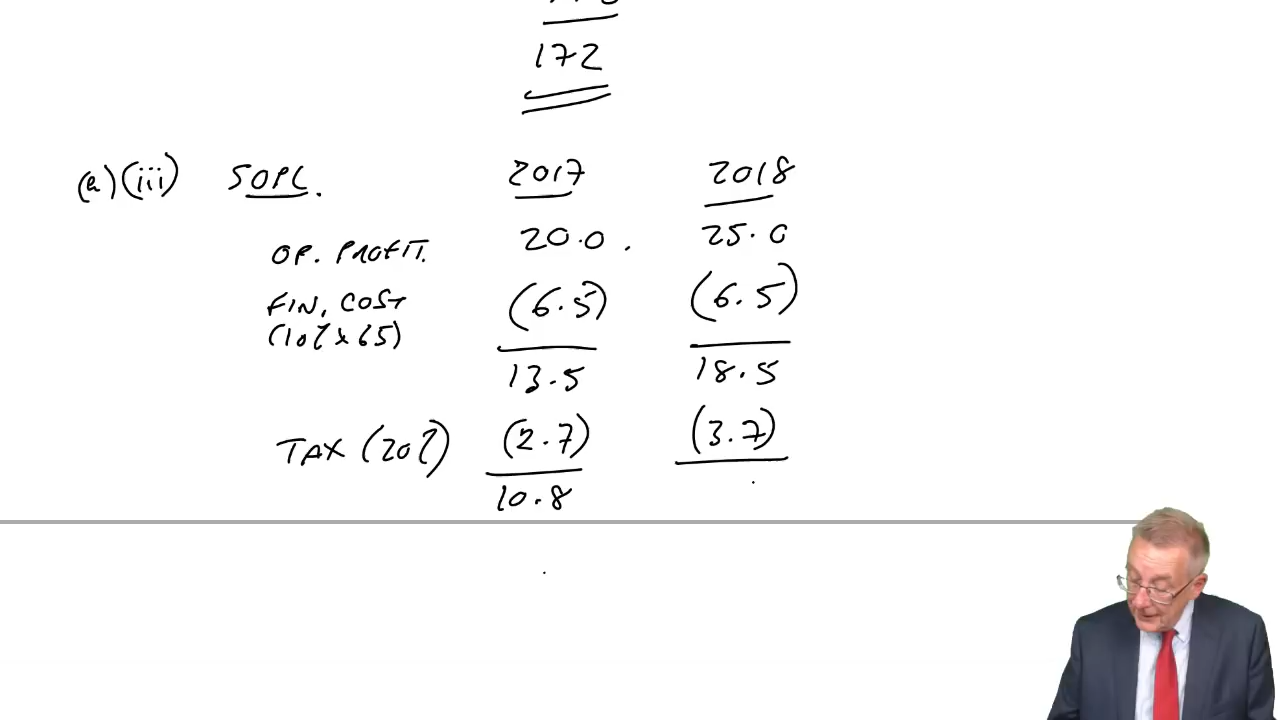 172
(a)(iii) SOPL. 2017 2018
OP. PROFIT. 20.0 25.0
FIN. COST (6.5) (6.5)
(10% x 65)
13.5 18.5
TAX (20%) (2.7) (3.7)
10.8